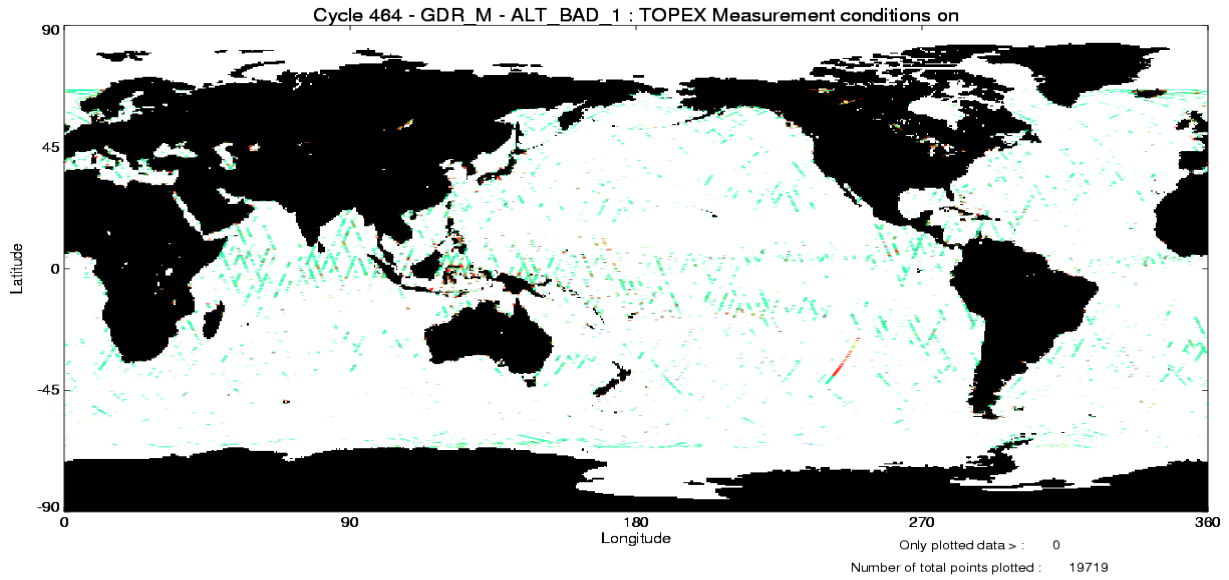 Cycle 464 - GDR_M - ALT_BAD_1 : TOPEX Measurement conditions on
90
45
0
-45
-90
Latitude
0 90 180 270 360
Longitude
Only plotted data > : 0
Number of total points plotted : 19719